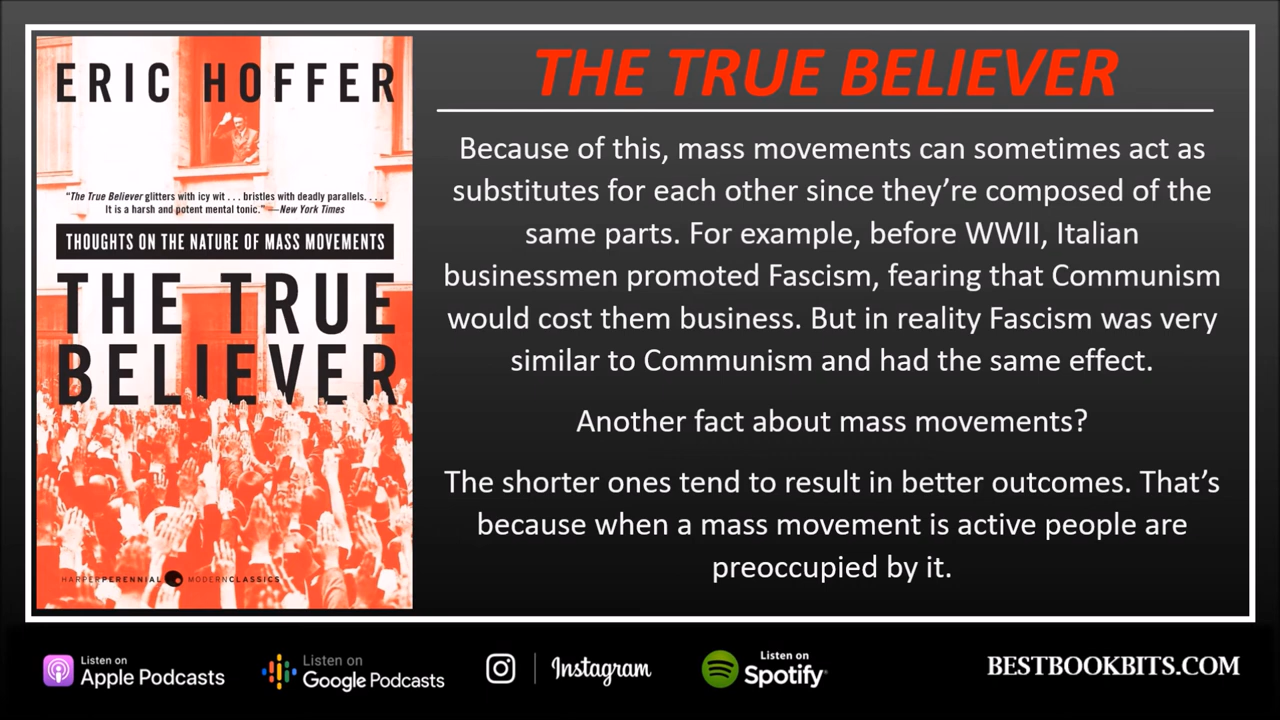 ERIC HOFFER
“The True Believer glitters with icy wit . . . bristles with deadly parallels. . . .
It is a harsh and potent mental tonic.” —New York Times
THOUGHTS ON THE NATURE OF MASS MOVEMENTS
THE TRUE
BELIEVER
HARPERPERENNIAL MODERNCLASSICS
THE TRUE BELIEVER
Because of this, mass movements can sometimes act as
substitutes for each other since they’re composed of the
same parts. For example, before WWII, Italian
businessmen promoted Fascism, fearing that Communism
would cost them business. But in reality Fascism was very
similar to Communism and had the same effect.
Another fact about mass movements?
The shorter ones tend to result in better outcomes. That’s
because when a mass movement is active people are
preoccupied by it.
Listen on
Apple Podcasts
Listen on
Google Podcasts
Instagram
Listen on
Spotify
BESTBOOKBITS.COM